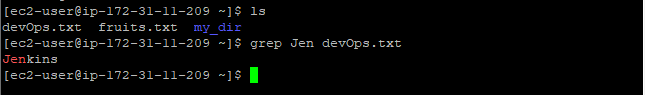 [ec2-user@ip-172-31-11-209 ~]$ ls
devOps.txt  fruits.txt  my_dir
[ec2-user@ip-172-31-11-209 ~]$ grep Jen devOps.txt
Jenkins
[ec2-user@ip-172-31-11-209 ~]$